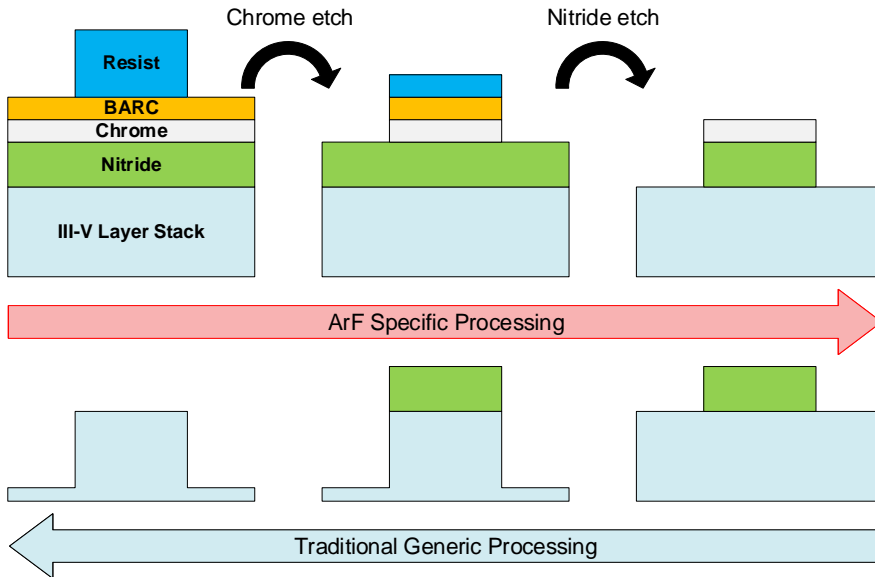 Chrome etch
Nitride etch
Resist
BARC
Chrome
Nitride
III-V Layer Stack
ArF Specific Processing
Traditional Generic Processing